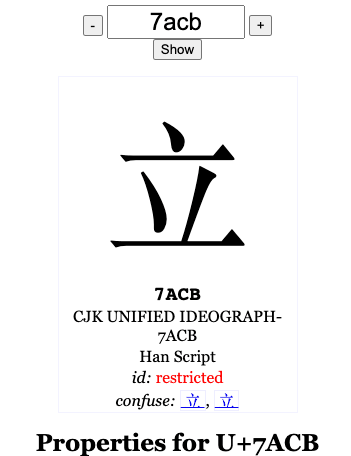 - 7acb +
Show
立
7ACB
CJK UNIFIED IDEOGRAPH-
7ACB
Han Script
id: restricted
confuse: 立, 立
Properties for U+7ACB